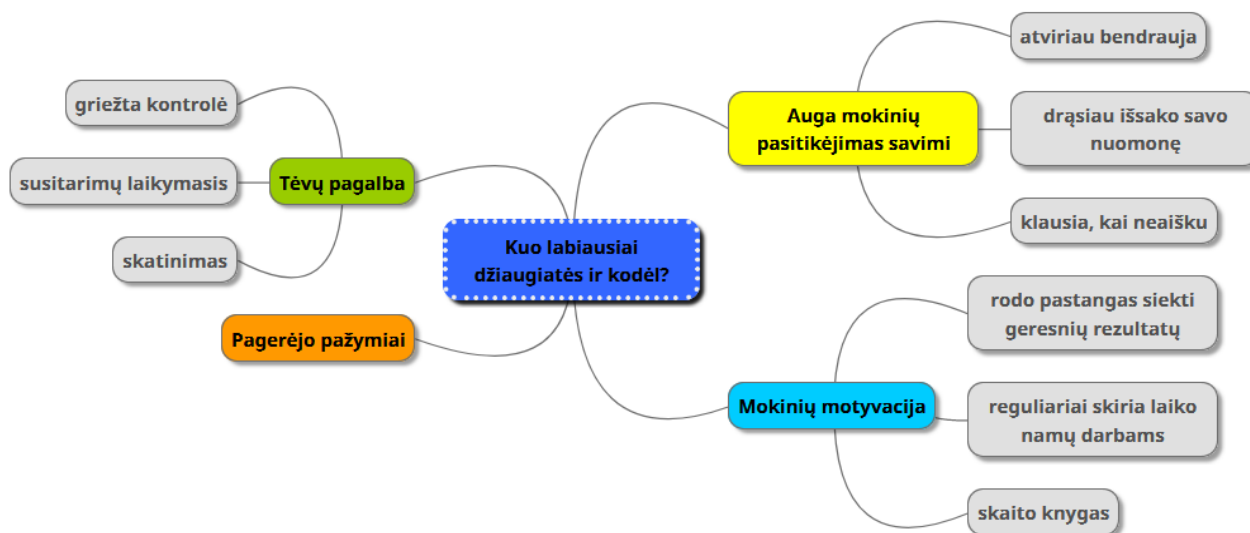 Kuo labiausiai
džiaugiatės ir kodėl?
Auga mokinių
pasitikėjimas savimi
atviriau bendrauja
drąsiau išsako savo
nuomonę
klausia, kai neaišku
Mokinių motyvacija
rodo pastangas siekti
geresnių rezultatų
reguliariai skiria laiko
namų darbams
skaito knygas
Tėvų pagalba
griežta kontrolė
susitarimų laikymasis
skatinimas
Pagerėjo pažymiai